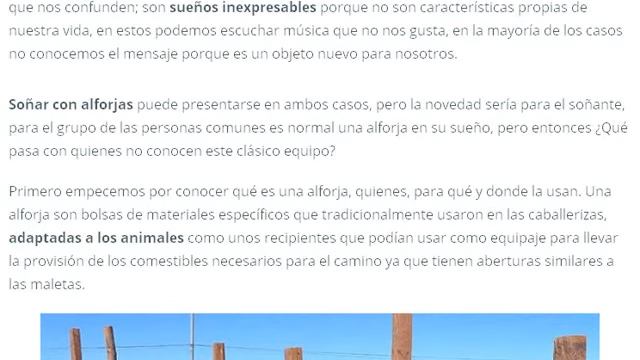 que nos confunden; son sueños inexpresables porque no son características propias de
nuestra vida, en estos podemos escuchar música que no nos gusta, en la mayoría de los casos
no conocemos el mensaje porque es un objeto nuevo para nosotros.
Soñar con alforjas puede presentarse en ambos casos, pero la novedad sería para el soñante,
para el grupo de las personas comunes es normal una alforja en su sueño, pero entonces ¿Qué
pasa con quienes no conocen este clásico equipo?
Primero empecemos por conocer qué es una alforja, quienes, para qué y donde la usan. Una
alforja son bolsas de materiales específicos que tradicionalmente usaron en las caballerizas,
adaptadas a los animales como unos recipientes que podían usar como equipaje para llevar
la provisión de los comestibles necesarios para el camino ya que tienen aberturas similares a
las maletas.